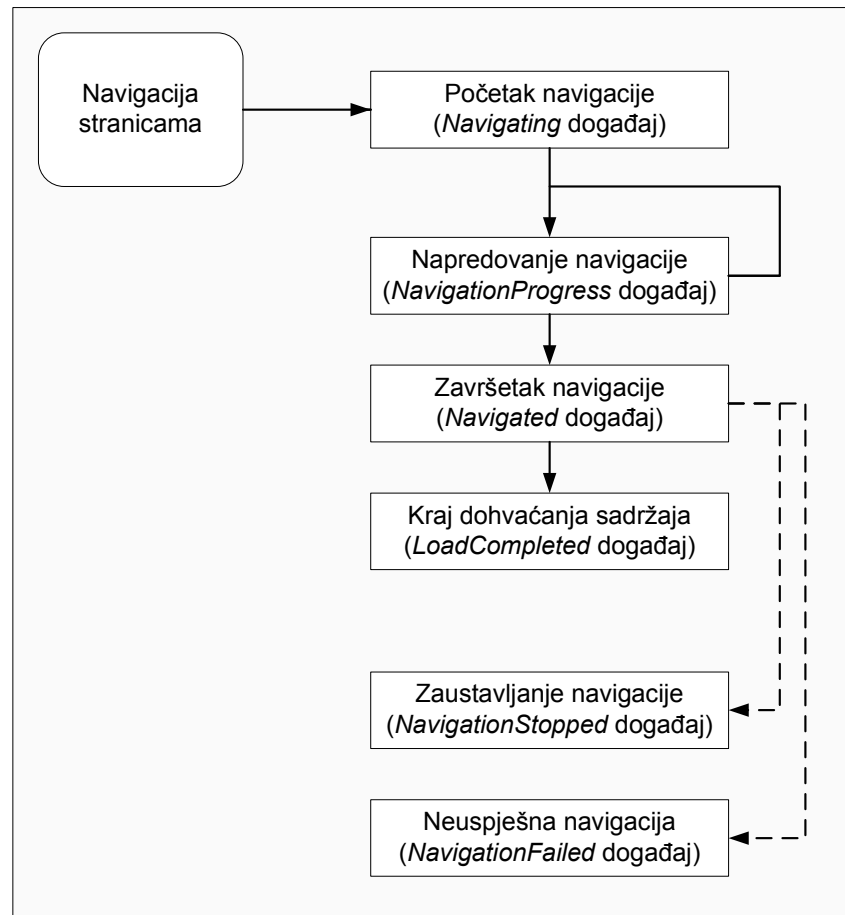 Navigacija
stranicama
Početak navigacije
(Navigating događaj)
Napredovanje navigacije
(NavigationProgress događaj)
Završetak navigacije
(Navigated događaj)
Kraj dohvaćanja sadržaja
(LoadCompleted događaj)
Zaustavljanje navigacije
(NavigationStopped događaj)
Neuspješna navigacija
(NavigationFailed događaj)